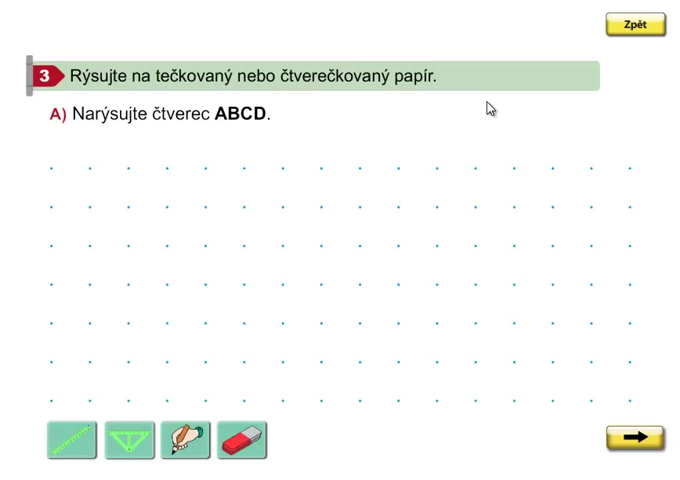 Zpět
3 Rýsujte na tečkovaný nebo čtverečkovaný papír.
A) Narýsujte čtverec ABCD.